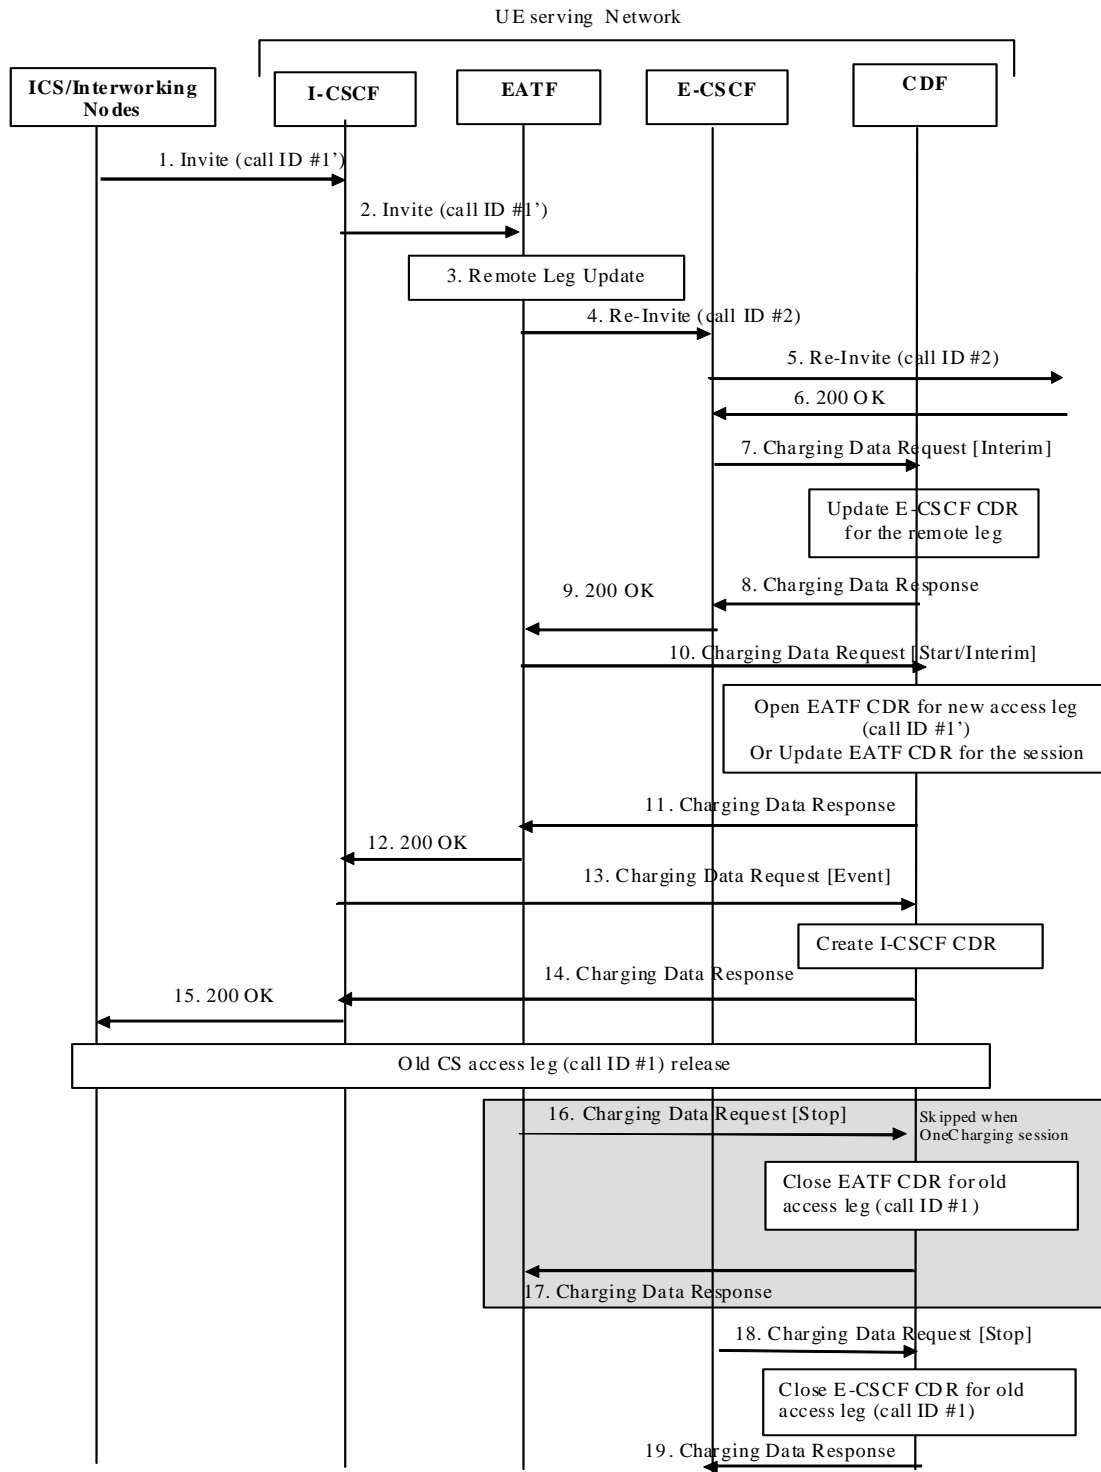 UE serving Network
ICS/Interworking
Nodes
I-CSCF
EATF
E-CSCF
CDF
1. Invite (call ID #1’)
2. Invite (call ID #1’)
3. Remote Leg Update
4. Re-Invite (call ID #2)
5. Re-Invite (call ID #2)
6. 200 OK
7. Charging Data Request [Interim]
Update E-CSCF CDR
for the remote leg
8. Charging Data Response
9. 200 OK
10. Charging Data Request [Start/Interim]
Open EATF CDR for new access leg
(call ID #1’)
Or Update EATF CDR for the session
11. Charging Data Response
12. 200 OK
13. Charging Data Request [Event]
Create I-CSCF CDR
14. Charging Data Response
15. 200 OK
Old CS access leg (call ID #1) release
16. Charging Data Request [Stop]
Skipped when
OneCharging session
Close EATF CDR for old
access leg (call ID #1)
17. Charging Data Response
18. Charging Data Request [Stop]
Close E-CSCF CDR for old
access leg (call ID #1)
19. Charging Data Response